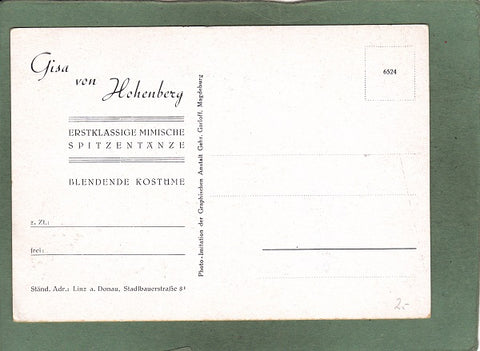 Gisa
von
Hohenberg
ERSTKLASSIGE MIMISCHE
SPITZENTÄNZE
BLENDENDE KOSTÜME
z. Zt.:
frei:
Ständ. Adr.: Linz a. Donau, Stadlbauerstraße 8¹
Photo-Imitation der Graphischen Anstalt Gebr. Garloff, Magdeburg
6524
2.-